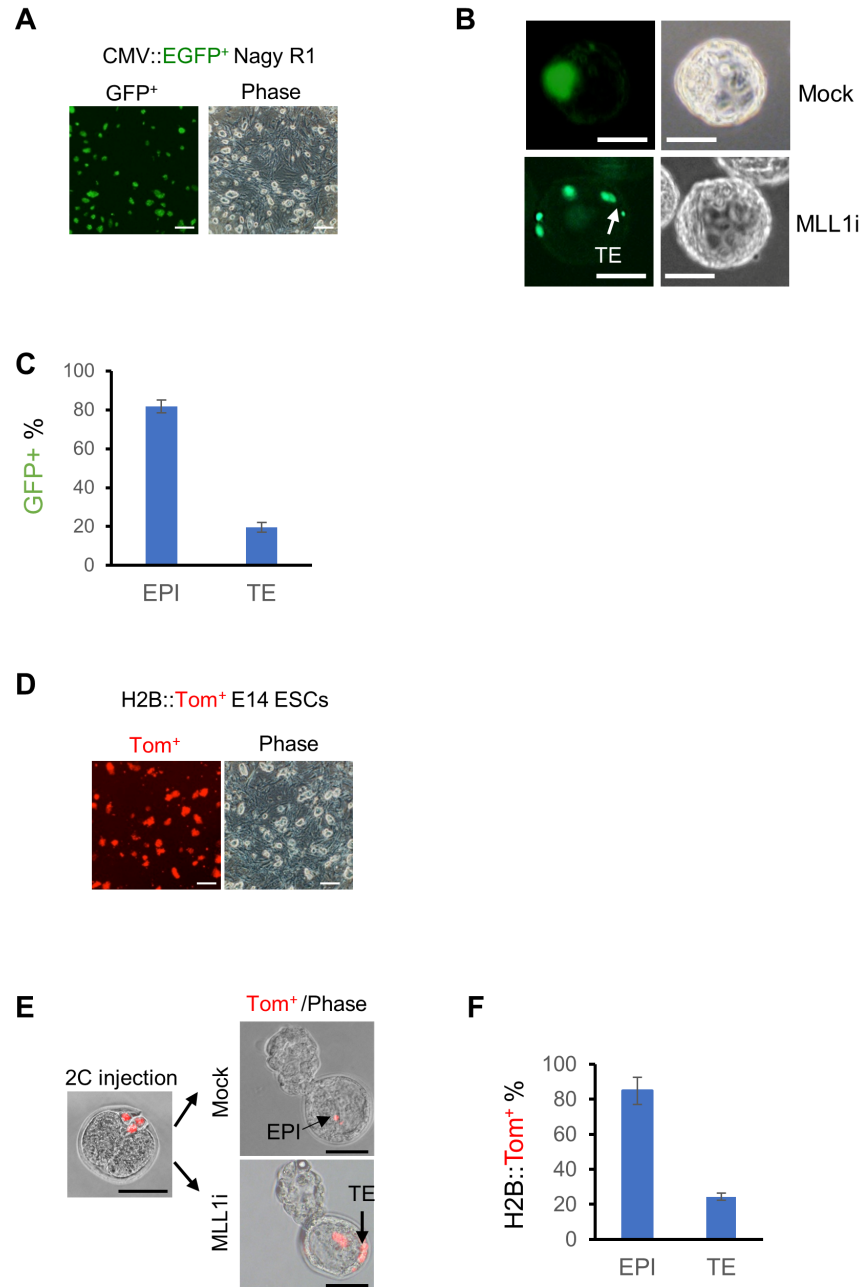 A
CMV::EGFP⁺ Nagy R1
GFP⁺
Phase
B
Mock
TE
MLL1i
C
100
80
60
40
20
0
GFP+ %
EPI
TE
D
H2B::Tom⁺ E14 ESCs
Tom⁺
Phase
E
Tom⁺/Phase
2C injection
Mock
EPI
MLL1i
TE
F
100
80
60
40
20
0
H2B::Tom⁺ %
EPI
TE